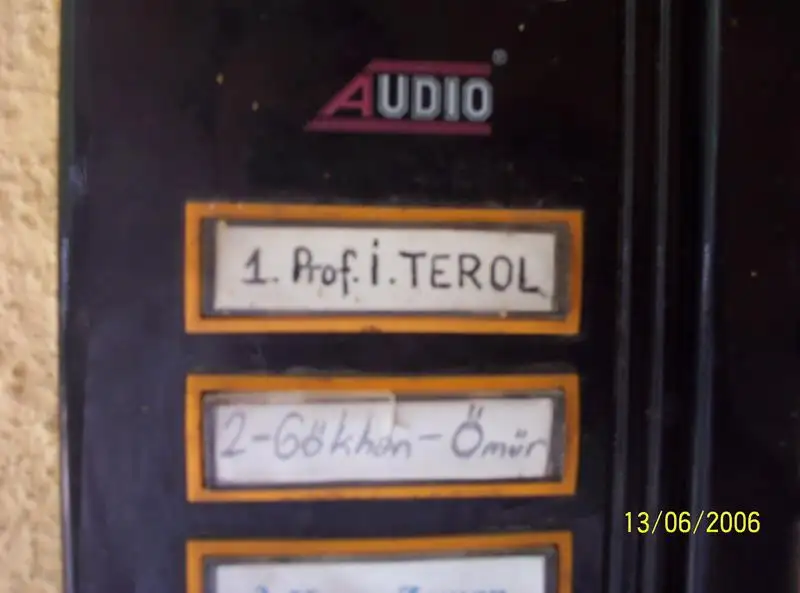 AUDIO®
1. Prof. İ. TEROL
2-Gökhan-Ömür
13/06/2006